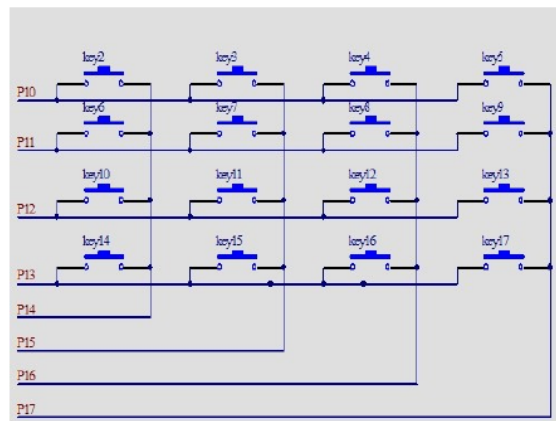 key2 key3 key4 key5
P10
key6 key7 key8 key9
P11
key10 key11 key12 key13
P12
key14 key15 key16 key17
P13
P14
P15
P16
P17